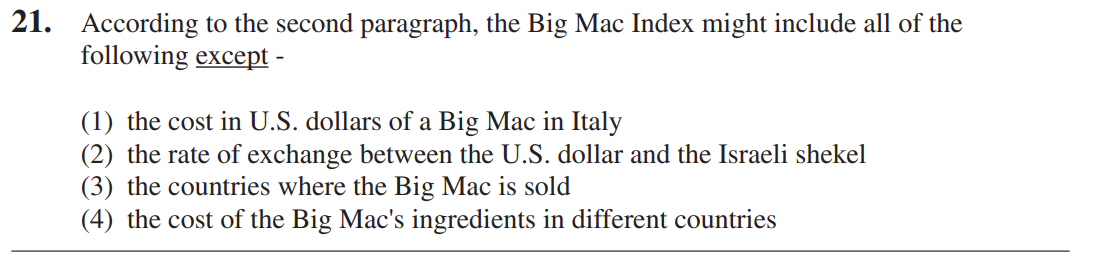 21. According to the second paragraph, the Big Mac Index might include all of the
following except -
(1) the cost in U.S. dollars of a Big Mac in Italy
(2) the rate of exchange between the U.S. dollar and the Israeli shekel
(3) the countries where the Big Mac is sold
(4) the cost of the Big Mac's ingredients in different countries